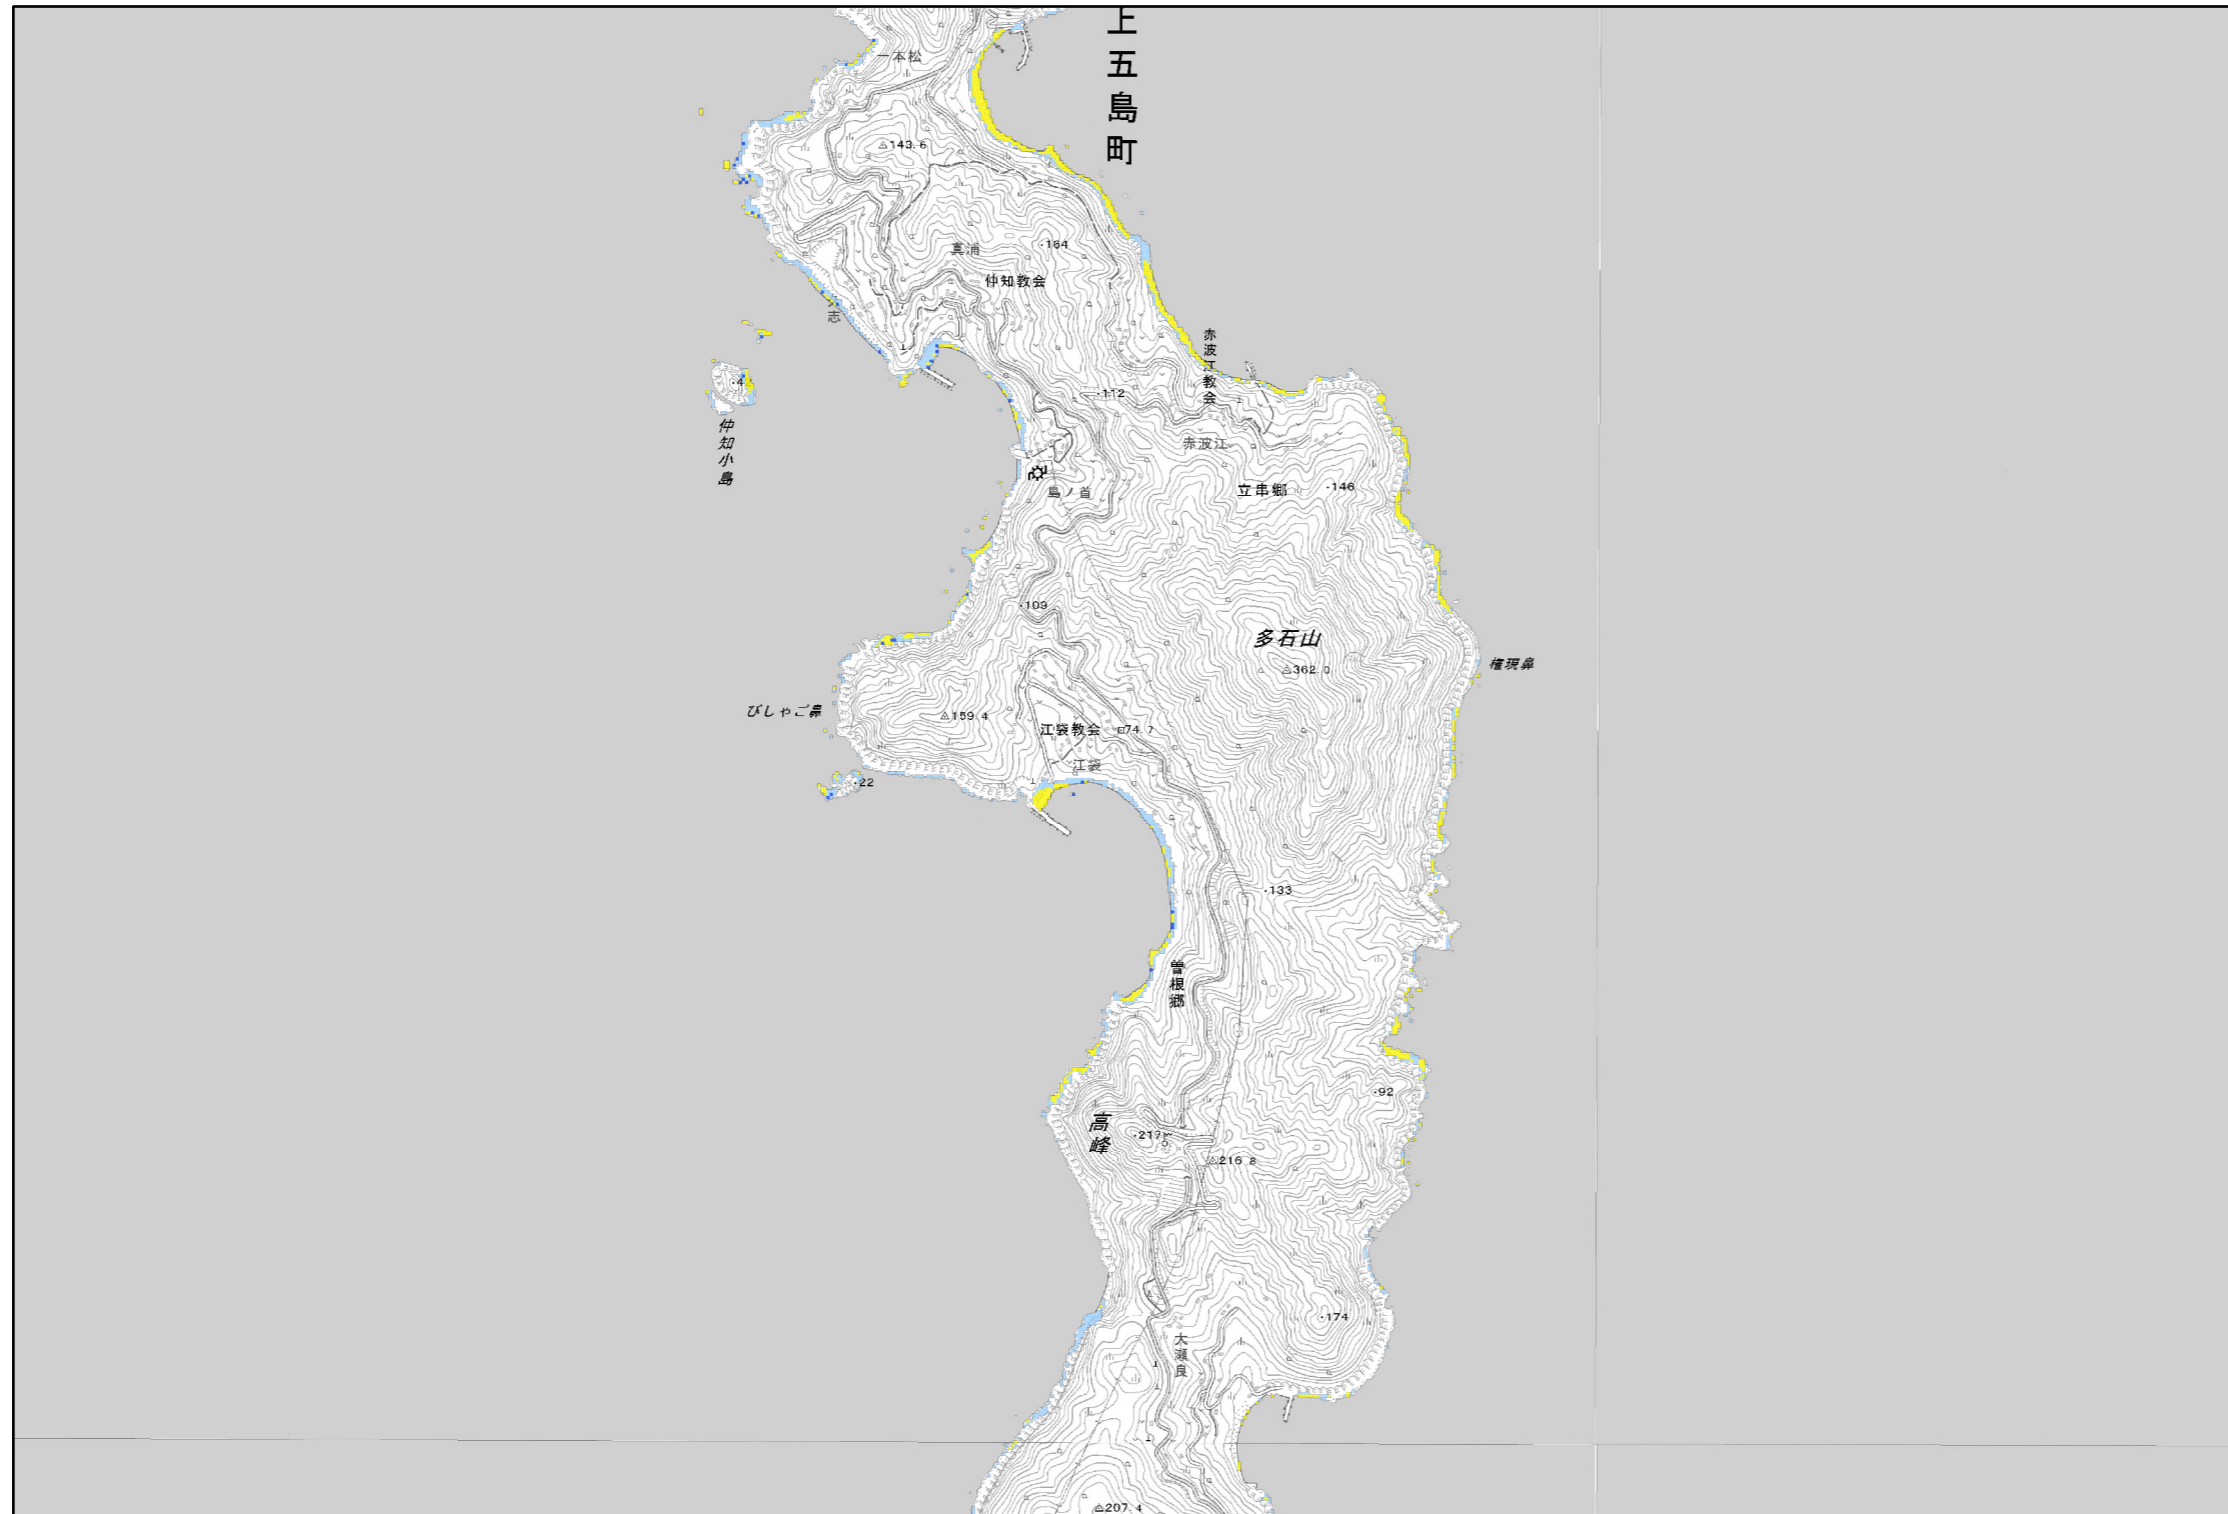 上五島町
一本松
143.6
164
真浦
仲知教会
志
赤波江教会
112
42
仲知小島
赤波江
島ノ首
立串郷
146
109
多石山
362.0
権現鼻
びしゃご鼻
159.4
江袋教会
74.7
江袋
22
133
曽根郷
92
高峰
217
216.8
174
大瀬良
207.4